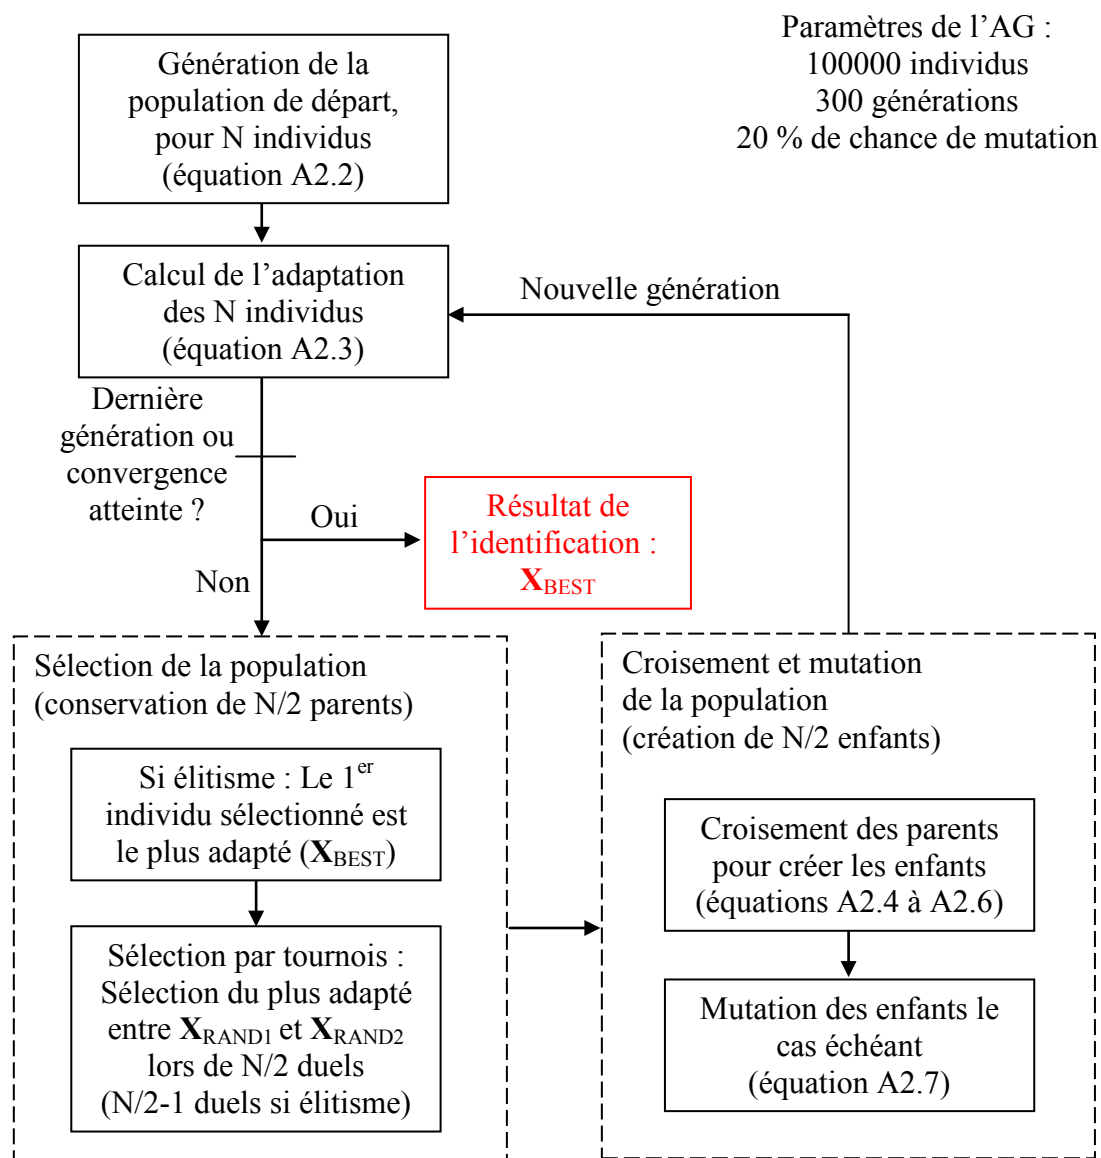 Paramètres de l’AG :
100000 individus
300 générations
20 % de chance de mutation
Génération de la
population de départ,
pour N individus
(équation A2.2)
Calcul de l’adaptation
des N individus
(équation A2.3)
Nouvelle génération
Dernière
génération ou
convergence
atteinte ?
Oui
Résultat de
l’identification :
X_BEST
Non
Sélection de la population
(conservation de N/2 parents)
Si élitisme : Le 1er
individu sélectionné est
le plus adapté (X_BEST)
Sélection par tournois :
Sélection du plus adapté
entre X_RAND1 et X_RAND2
lors de N/2 duels
(N/2-1 duels si élitisme)
Croisement et mutation
de la population
(création de N/2 enfants)
Croisement des parents
pour créer les enfants
(équations A2.4 à A2.6)
Mutation des enfants le
cas échéant
(équation A2.7)